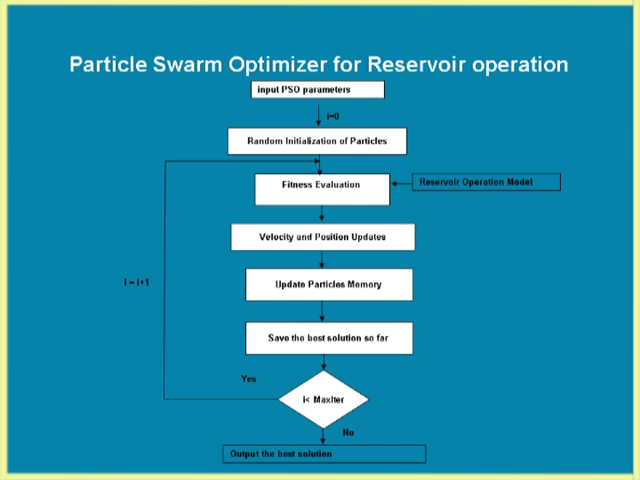 Particle Swarm Optimizer for Reservoir operation
input PSO parameters
i=0
Random Initialization of Particles
Fitness Evaluation
Reservoir Operation Model
Velocity and Position Updates
i = i+1
Update Particles Memory
Save the best solution so far
Yes
i< MaxIter
No
Output the best solution